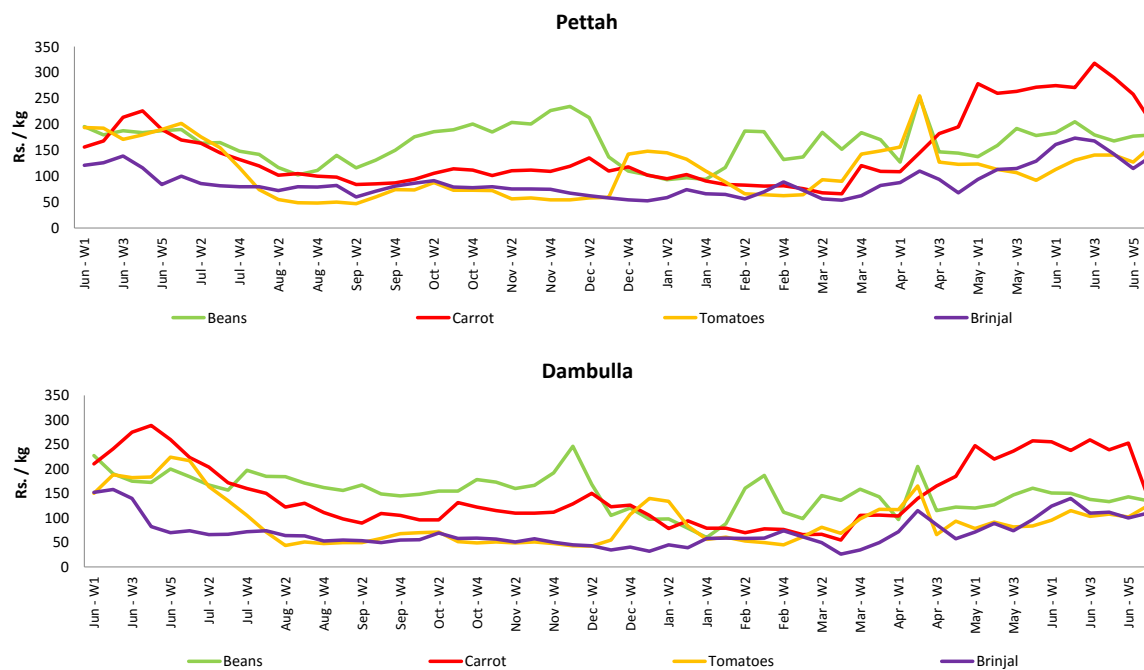 Pettah
Rs. / kg
350
300
250
200
150
100
50
0
Jun - W1
Jun - W3
Jun - W5
Jul - W2
Jul - W4
Aug - W2
Aug - W4
Sep - W2
Sep - W4
Oct - W2
Oct - W4
Nov - W2
Nov - W4
Dec - W2
Dec - W4
Jan - W2
Jan - W4
Feb - W2
Feb - W4
Mar - W2
Mar - W4
Apr - W1
Apr - W3
May - W1
May - W3
Jun - W1
Jun - W3
Jun - W5
Beans Carrot Tomatoes Brinjal
Dambulla
Rs. / kg
350
300
250
200
150
100
50
0
Jun - W1
Jun - W3
Jun - W5
Jul - W2
Jul - W4
Aug - W2
Aug - W4
Sep - W2
Sep - W4
Oct - W2
Oct - W4
Nov - W2
Nov - W4
Dec - W2
Dec - W4
Jan - W2
Jan - W4
Feb - W2
Feb - W4
Mar - W2
Mar - W4
Apr - W1
Apr - W3
May - W1
May - W3
Jun - W1
Jun - W3
Jun - W5
Beans Carrot Tomatoes Brinjal